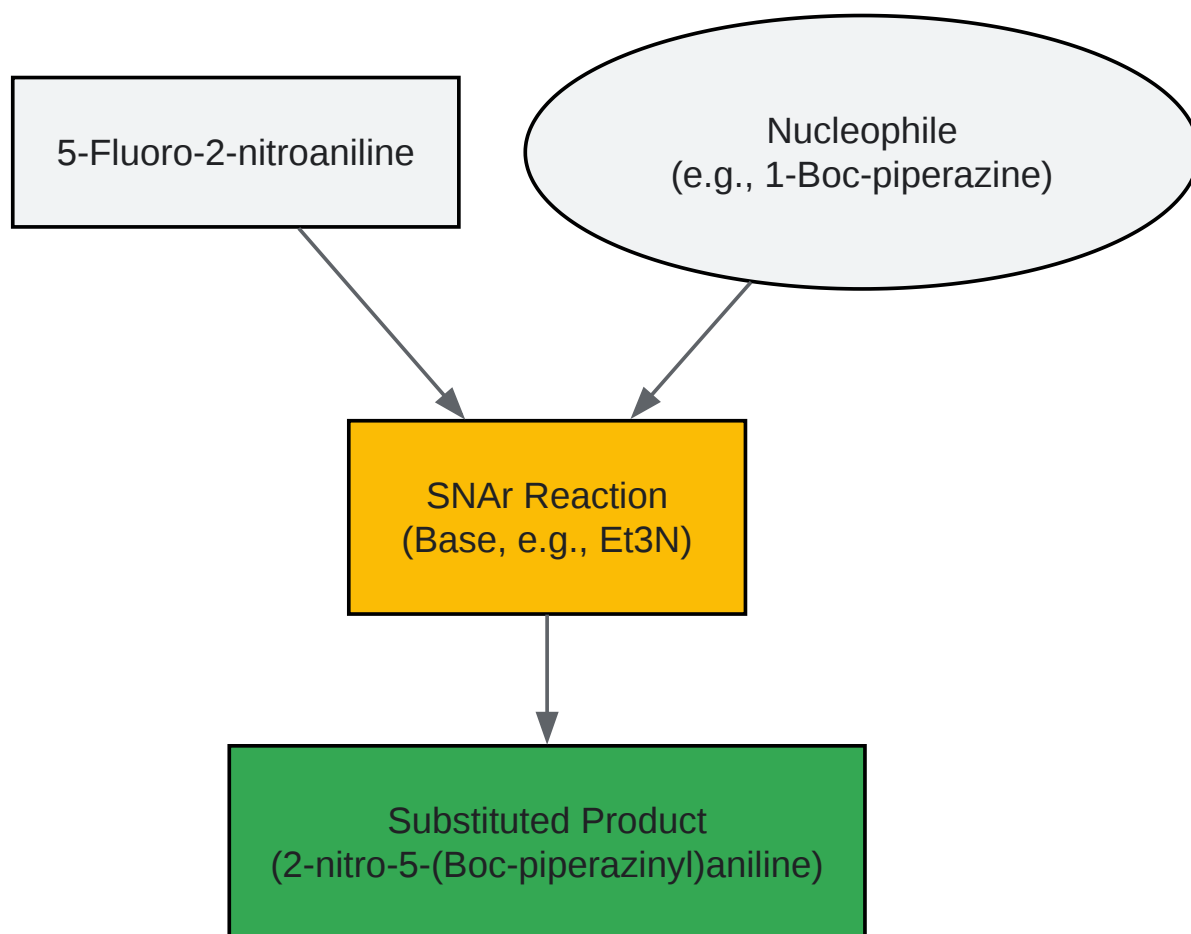 5-Fluoro-2-nitroaniline
Nucleophile
(e.g., 1-Boc-piperazine)
SNAr Reaction
(Base, e.g., Et3N)
Substituted Product
(2-nitro-5-(Boc-piperazinyl)aniline)